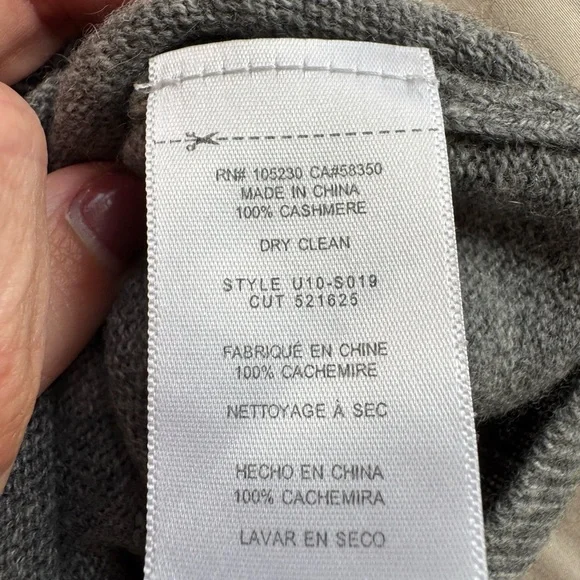 RN# 105230 CA#58350
MADE IN CHINA
100% CASHMERE
DRY CLEAN
STYLE U10-S019
CUT 521625
FABRIQUÉ EN CHINE
100% CACHEMIRE
NETTOYAGE À SEC
HECHO EN CHINA
100% CACHEMIRA
LAVAR EN SECO